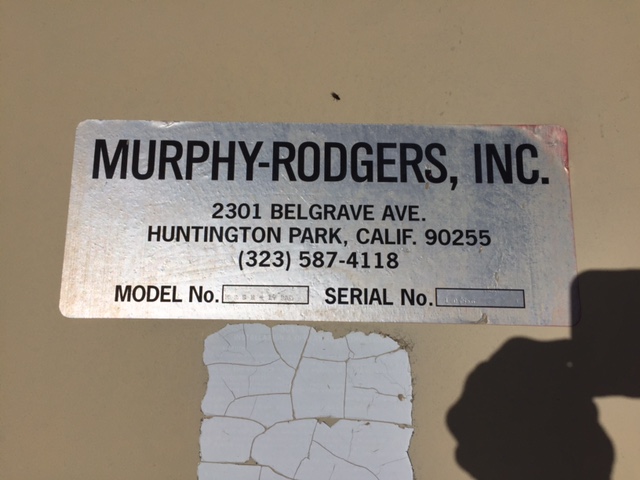 MURPHY-RODGERS, INC.
2301 BELGRAVE AVE.
HUNTINGTON PARK, CALIF. 90255
(323) 587-4118
MODEL No. SERIAL No.